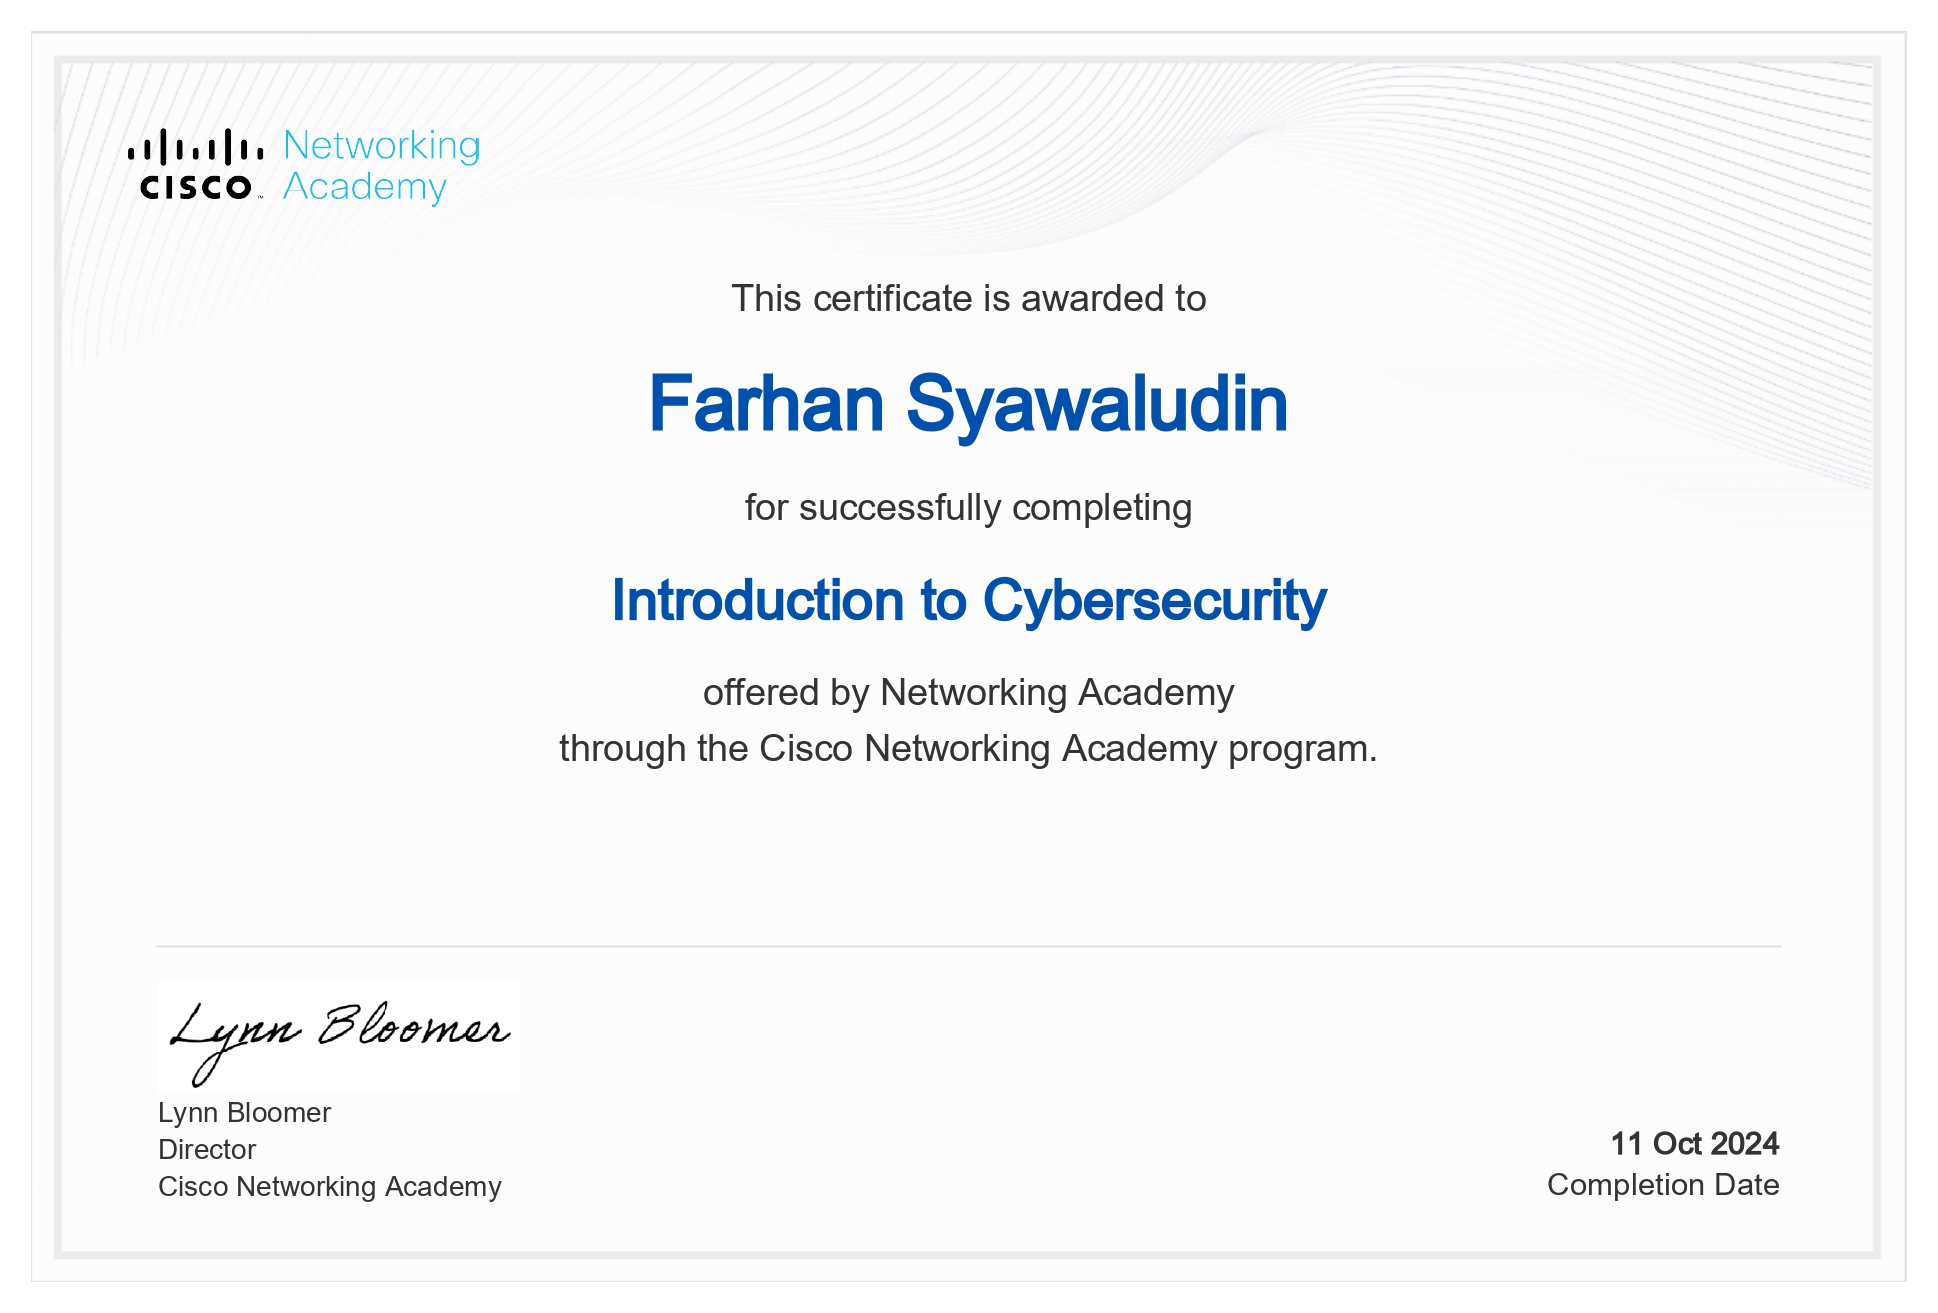 Networking
CISCO™ Academy
This certificate is awarded to
Farhan Syawaludin
for successfully completing
Introduction to Cybersecurity
offered by Networking Academy
through the Cisco Networking Academy program.
Lynn Bloomer
Lynn Bloomer
Director
Cisco Networking Academy
11 Oct 2024
Completion Date